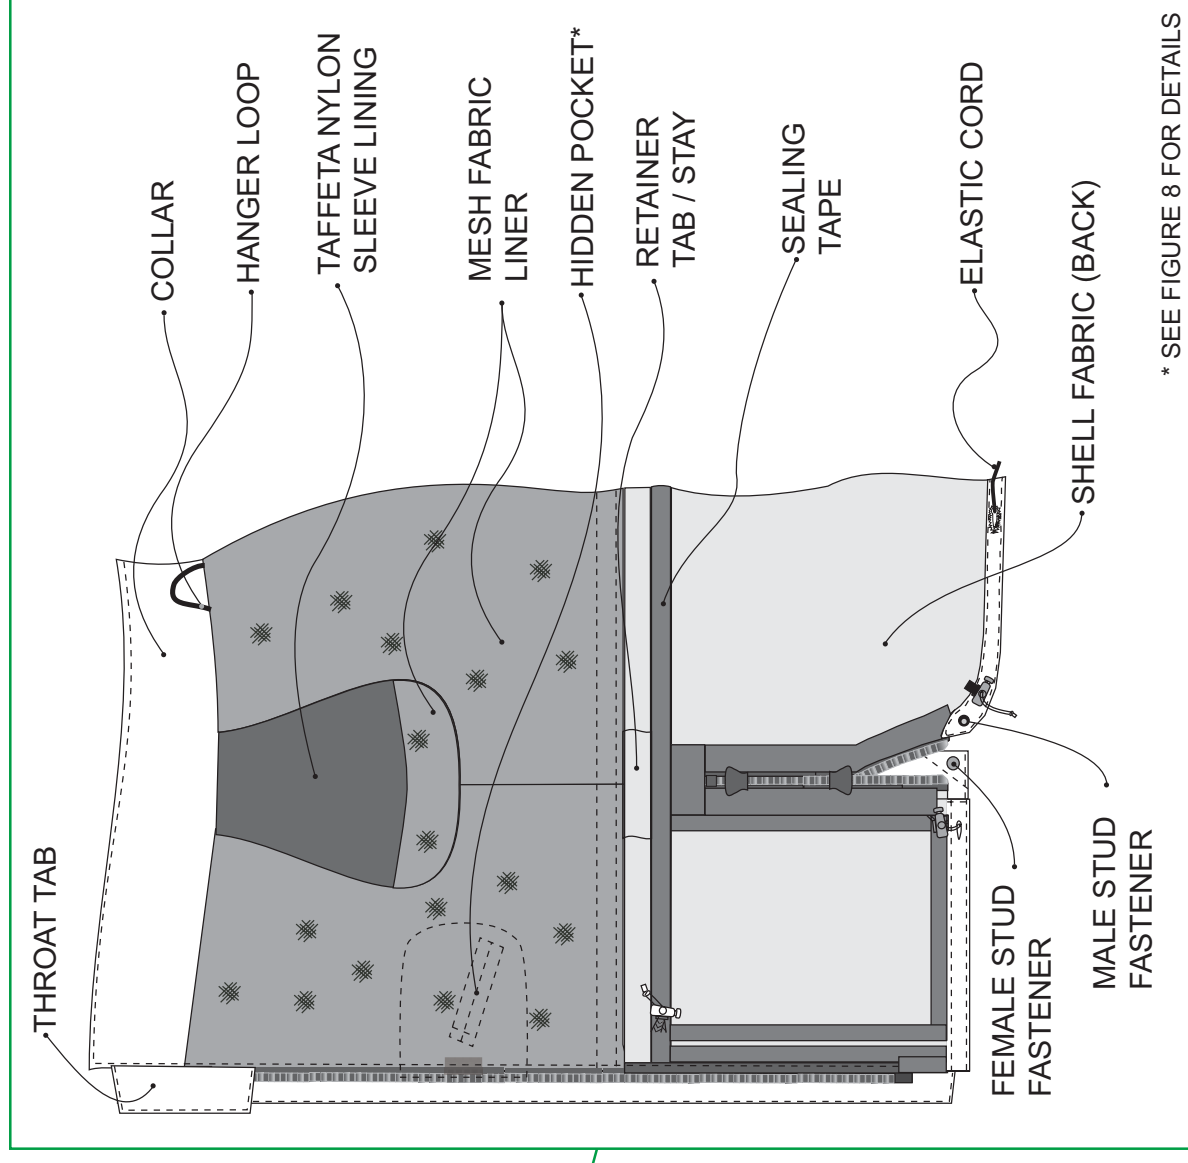 THROAT TAB
COLLAR
HANGER LOOP
TAFFETA NYLON
SLEEVE LINING
MESH FABRIC
LINER
HIDDEN POCKET*
RETAINER
TAB / STAY
SEALING
TAPE
ELASTIC CORD
SHELL FABRIC (BACK)
FEMALE STUD
FASTENER
MALE STUD
FASTENER
* SEE FIGURE 8 FOR DETAILS